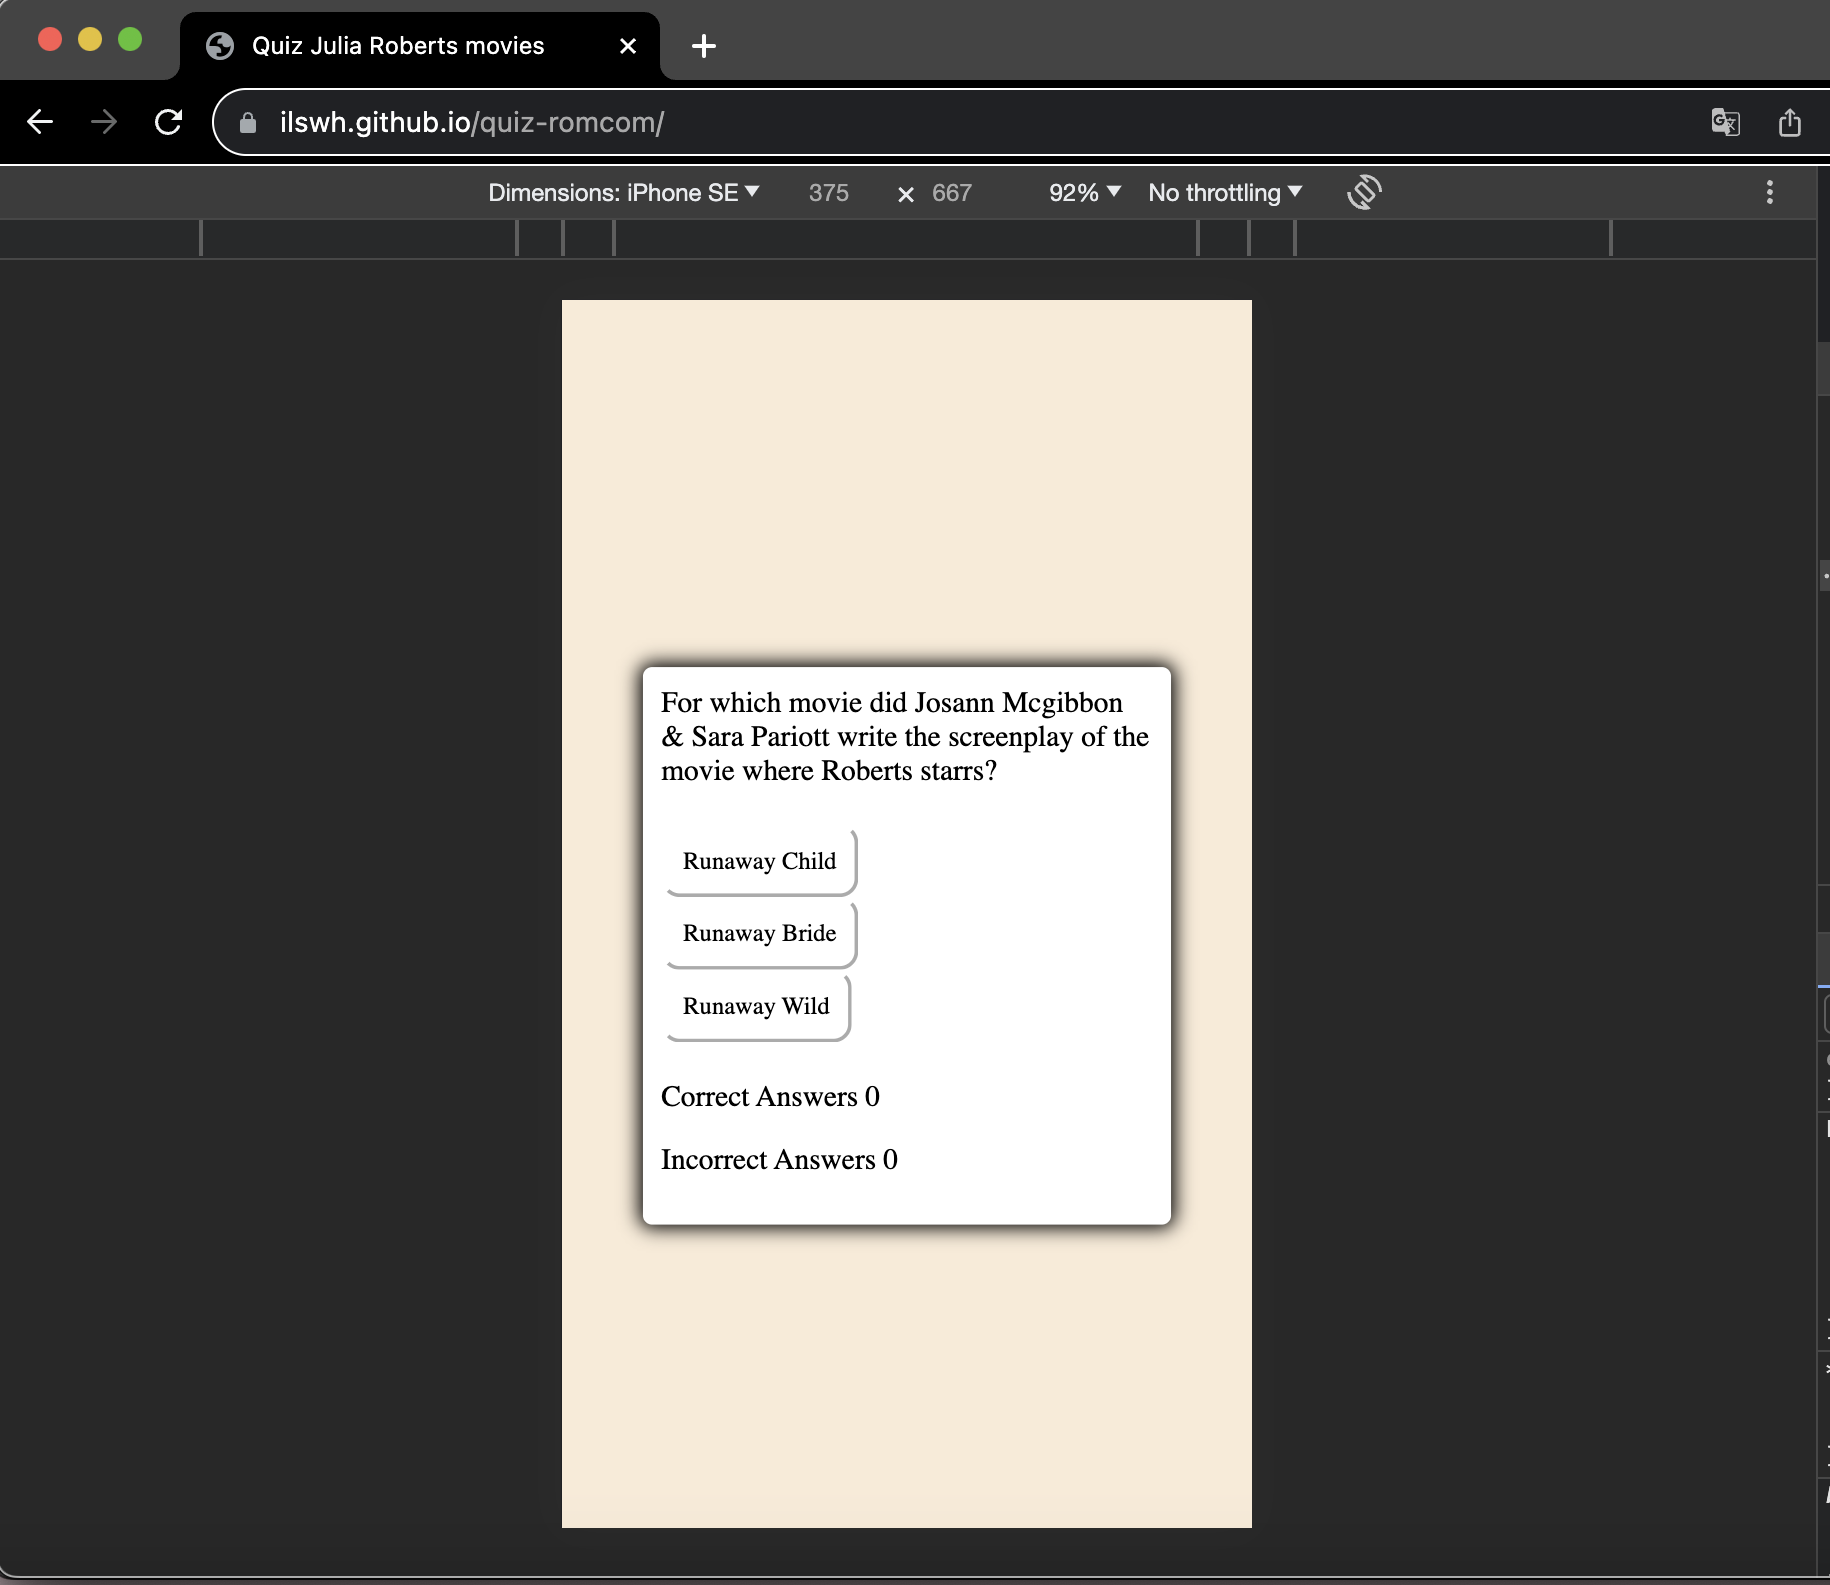 Quiz Julia Roberts movies
ilswh.github.io/quiz-romcom/
Dimensions: iPhone SE 375 × 667 92% No throttling
For which movie did Josann Mcgibbon
& Sara Pariott write the screenplay of the
movie where Roberts starrs?
Runaway Child
Runaway Bride
Runaway Wild
Correct Answers 0
Incorrect Answers 0